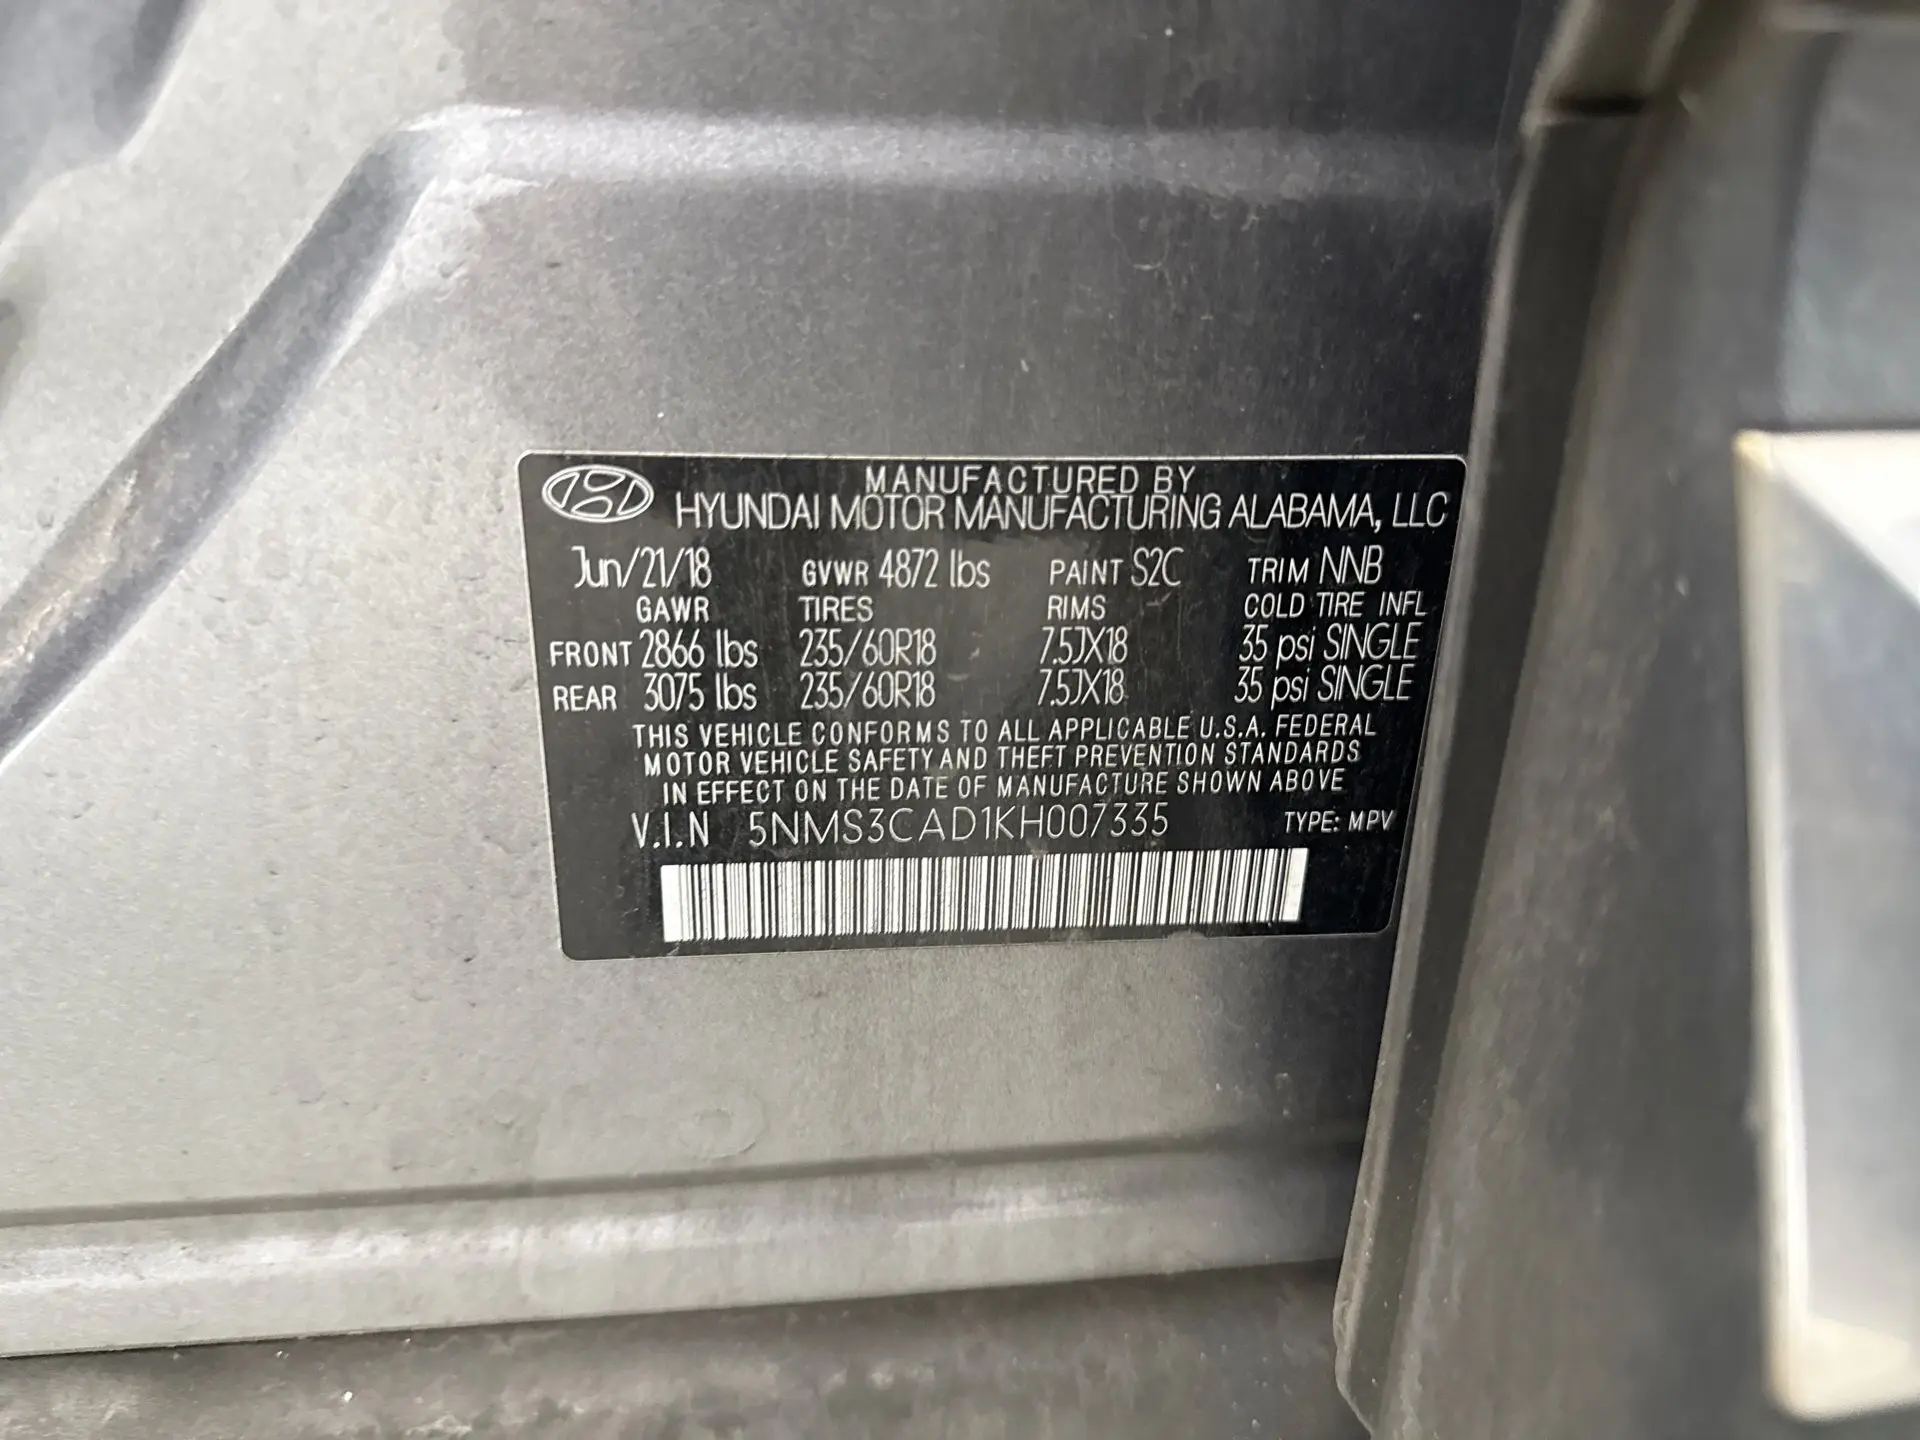 MANUFACTURED BY
HYUNDAI MOTOR MANUFACTURING ALABAMA, LLC
Jun/21/18 GVWR 4872 lbs PAINT S2C TRIM NNB
GAWR TIRES RIMS COLD TIRE INFL
FRONT 2866 lbs 235/60R18 7.5JX18 35 psi SINGLE
REAR 3075 lbs 235/60R18 7.5JX18 35 psi SINGLE
THIS VEHICLE CONFORMS TO ALL APPLICABLE U.S.A. FEDERAL
MOTOR VEHICLE SAFETY AND THEFT PREVENTION STANDARDS
IN EFFECT ON THE DATE OF MANUFACTURE SHOWN ABOVE
V.I.N 5NMS3CAD1KH007335 TYPE: MPV